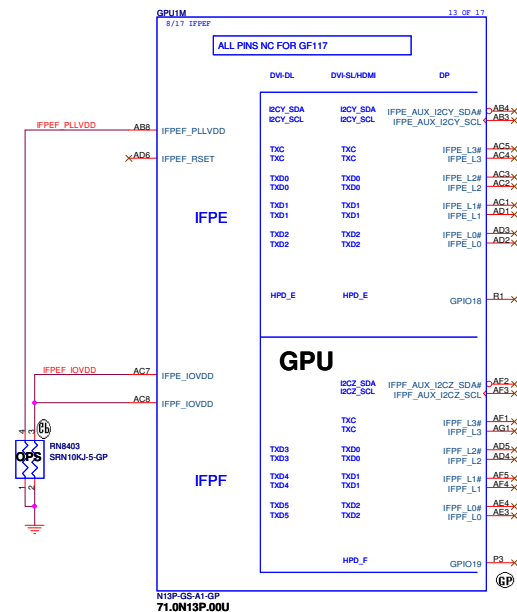 GPU1M 13 OF 17
8/17 IFPEF
ALL PINS NC FOR GF117
DVI-DL DVI-SL/HDMI DP
I2CY_SDA I2CY_SDA IFPE_AUX_I2CY_SDA# AB4
I2CY_SCL I2CY_SCL IFPE_AUX_I2CY_SCL AB3
IFPEF_PLLVDD AB8 IFPEF_PLLVDD
TXC TXC IFPE_L3# AC5
TXC TXC IFPE_L3 AC4
AD6 IFPEF_RSET
TXD0 TXD0 IFPE_L2# AC3
TXD0 TXD0 IFPE_L2 AC2
TXD1 TXD1 IFPE_L1# AC1
TXD1 TXD1 IFPE_L1 AD1
IFPE
TXD2 TXD2 IFPE_L0# AD3
TXD2 TXD2 IFPE_L0 AD2
HPD_E HPD_E GPIO18 R1
GPU
IFPEF_IOVDD AC7 IFPE_IOVDD
I2CZ_SDA IFPF_AUX_I2CZ_SDA# AF2
I2CZ_SCL IFPF_AUX_I2CZ_SCL AF3
AC8 IFPF_IOVDD
TXC IFPF_L3# AF1
TXC IFPF_L3 AG1
4 3
RN8403
SRN10KJ-5-GP
OPS
1 2
TXD3 TXD0 IFPF_L2# AD5
TXD3 TXD0 IFPF_L2 AD4
IFPF
TXD4 TXD1 IFPF_L1# AF5
TXD4 TXD1 IFPF_L1 AF4
TXD5 TXD2 IFPF_L0# AE4
TXD5 TXD2 IFPF_L0 AE3
HPD_F GPIO19 P3
GP
N13P-GS-A1-GP
71.0N13P.00U